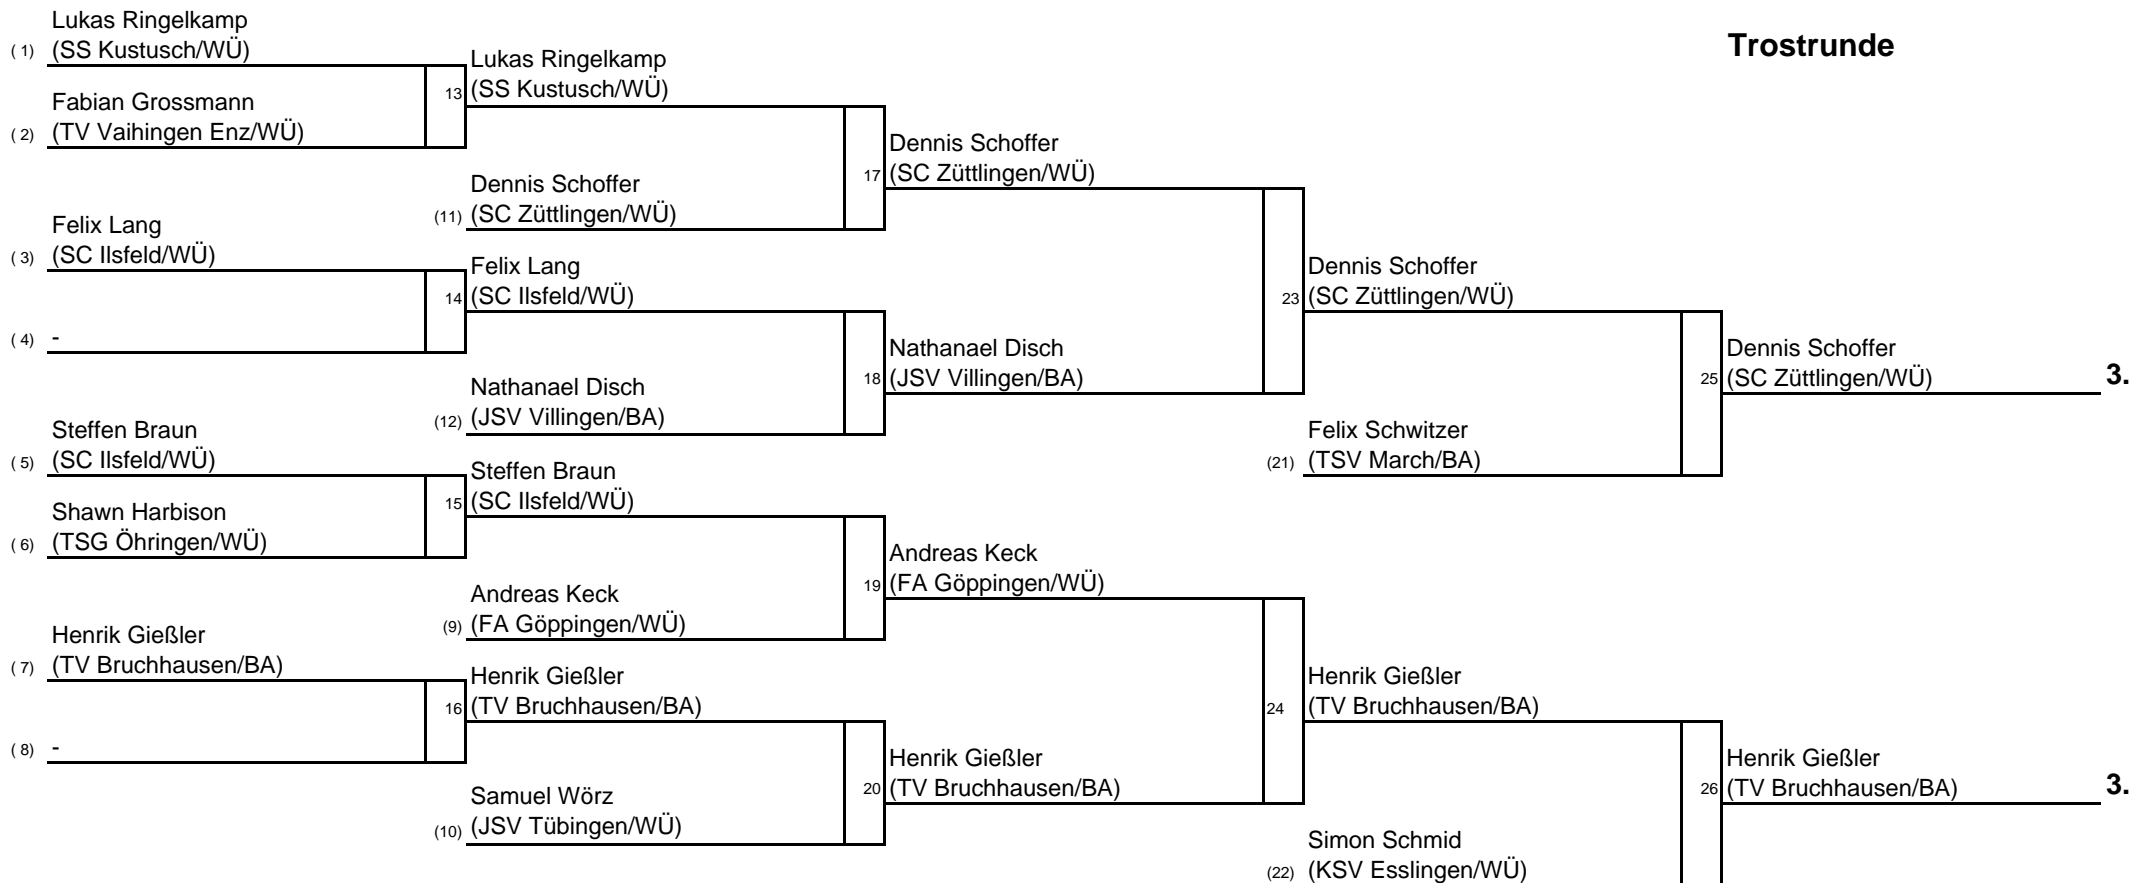 Trostrunde
Lukas Ringelkamp
( 1) (SS Kustusch/WÜ)
Fabian Grossmann
( 2) (TV Vaihingen Enz/WÜ)
Felix Lang
( 3) (SC Ilsfeld/WÜ)
( 4) -
Steffen Braun
( 5) (SC Ilsfeld/WÜ)
Shawn Harbison
( 6) (TSG Öhringen/WÜ)
Henrik Gießler
( 7) (TV Bruchhausen/BA)
( 8) -
Lukas Ringelkamp
13 (SS Kustusch/WÜ)
Dennis Schoffer
(11) (SC Züttlingen/WÜ)
Felix Lang
14 (SC Ilsfeld/WÜ)
Nathanael Disch
(12) (JSV Villingen/BA)
Steffen Braun
15 (SC Ilsfeld/WÜ)
Andreas Keck
(9) (FA Göppingen/WÜ)
Henrik Gießler
16 (TV Bruchhausen/BA)
Samuel Wörz
(10) (JSV Tübingen/WÜ)
Dennis Schoffer
17 (SC Züttlingen/WÜ)
Nathanael Disch
18 (JSV Villingen/BA)
Andreas Keck
19 (FA Göppingen/WÜ)
Henrik Gießler
20 (TV Bruchhausen/BA)
Dennis Schoffer
23 (SC Züttlingen/WÜ)
Felix Schwitzer
(21) (TSV March/BA)
Henrik Gießler
24 (TV Bruchhausen/BA)
Simon Schmid
(22) (KSV Esslingen/WÜ)
Dennis Schoffer
25 (SC Züttlingen/WÜ) 3.
Henrik Gießler
26 (TV Bruchhausen/BA) 3.